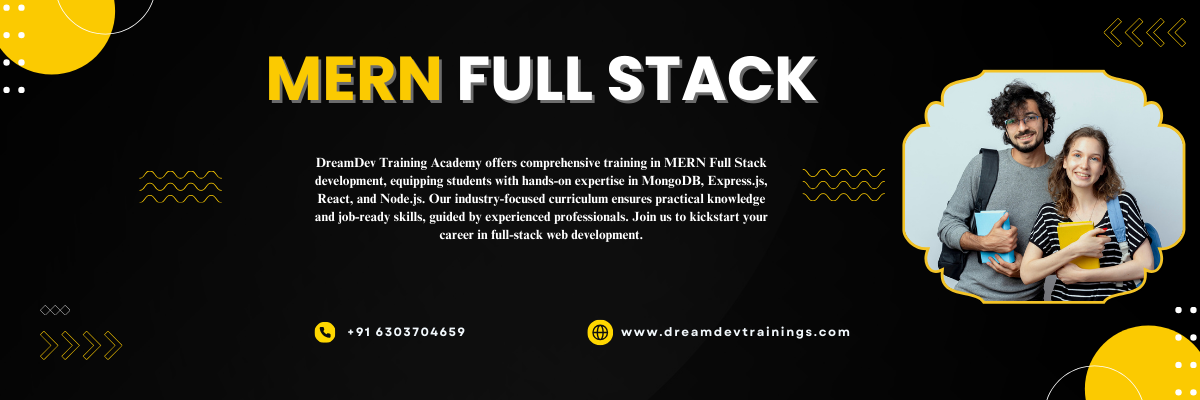 MERN FULL STACK
DreamDev Training Academy offers comprehensive training in MERN Full Stack
development, equipping students with hands-on expertise in MongoDB, Express.js,
React, and Node.js. Our industry-focused curriculum ensures practical knowledge
and job-ready skills, guided by experienced professionals. Join us to kickstart your
career in full-stack web development.
+91 6303704659
www.dreamdevtrainings.com